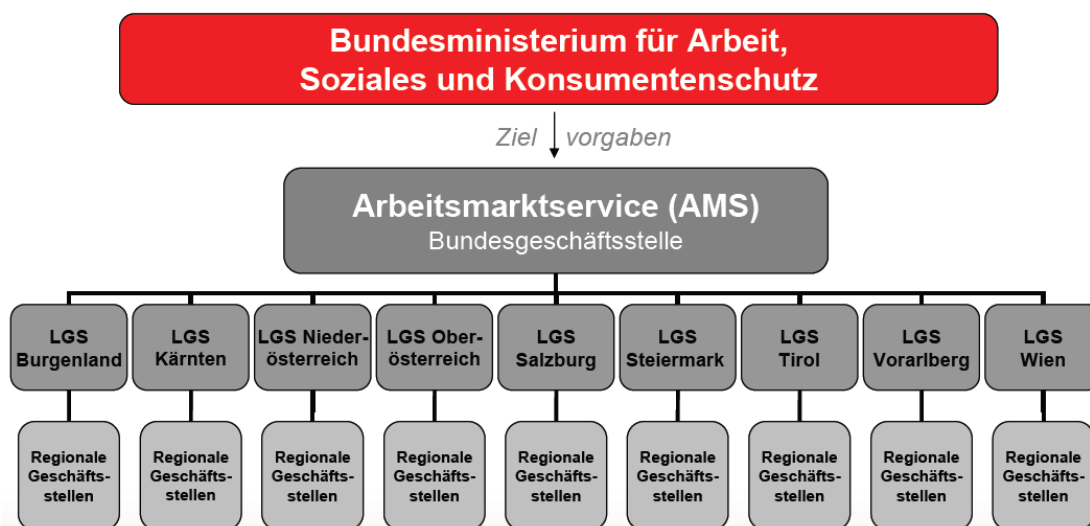 Bundesministerium für Arbeit,
Soziales und Konsumentenschutz
Ziel vorgaben
Arbeitsmarktservice (AMS)
Bundesgeschäftsstelle
LGS
Burgenland
LGS
Kärnten
LGS Nieder-
österreich
LGS Ober-
österreich
LGS
Salzburg
LGS
Steiermark
LGS
Tirol
LGS
Vorarlberg
LGS
Wien
Regionale
Geschäfts-
stellen
Regionale
Geschäfts-
stellen
Regionale
Geschäfts-
stellen
Regionale
Geschäfts-
stellen
Regionale
Geschäfts-
stellen
Regionale
Geschäfts-
stellen
Regionale
Geschäfts-
stellen
Regionale
Geschäfts-
stellen
Regionale
Geschäfts-
stellen